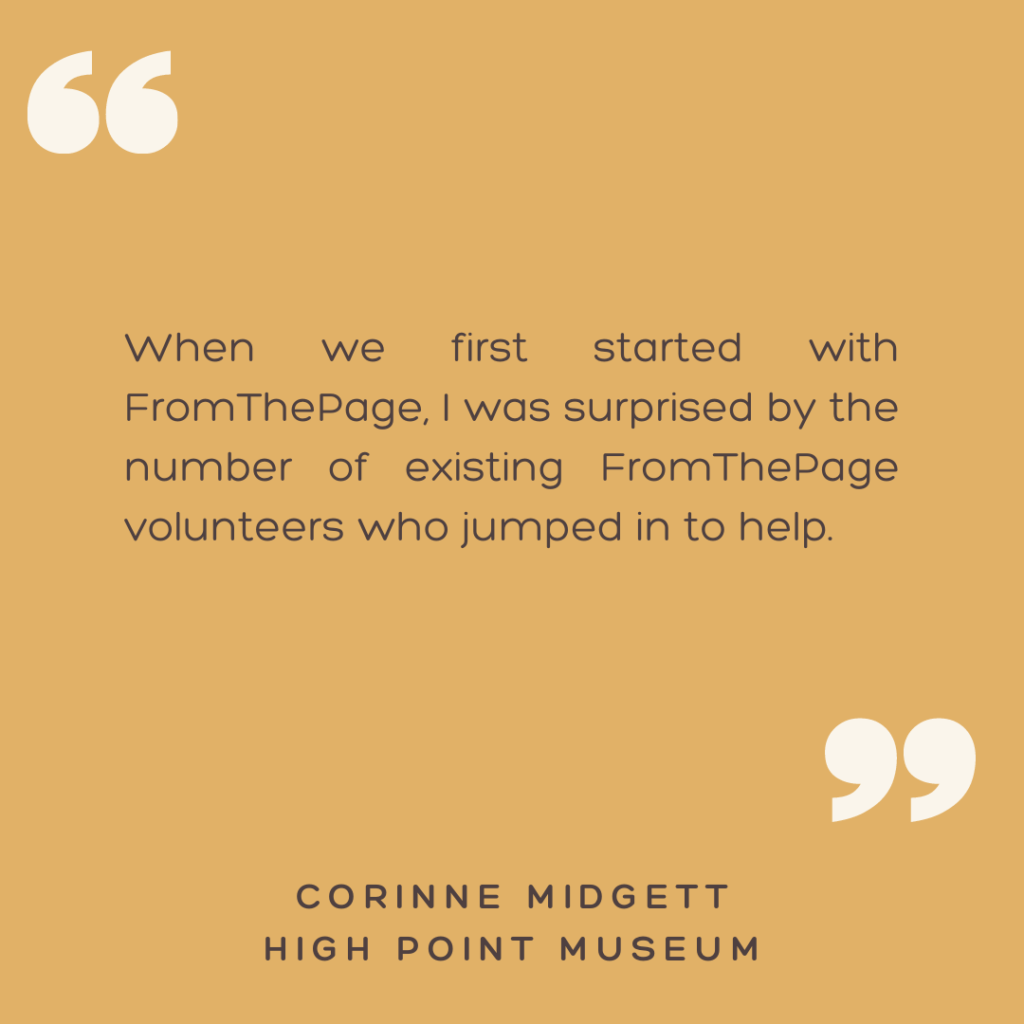 “
When we first started with
FromThePage, I was surprised by the
number of existing FromThePage
volunteers who jumped in to help.
”
CORINNE MIDGETT
HIGH POINT MUSEUM